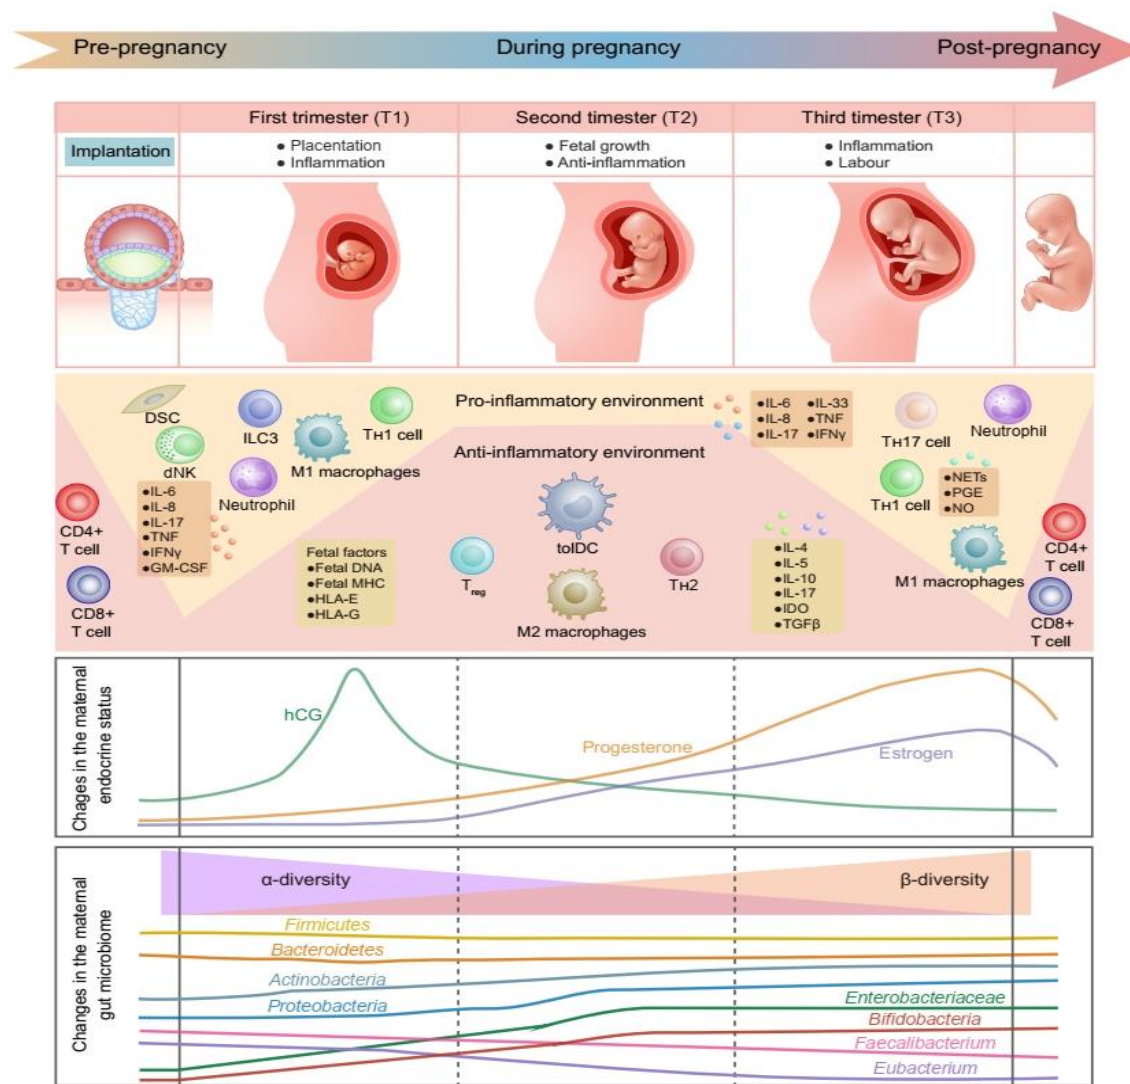 Pre-pregnancy
During pregnancy
Post-pregnancy
First trimester (T1)
Second timester (T2)
Third timester (T3)
Implantation
● Placentation
● Inflammation
● Fetal growth
● Anti-inflammation
● Inflammation
● Labour
Pro-inflammatory environment
Anti-inflammatory environment
DSC
dNK
ILC3
M1 macrophages
TH1 cell
Neutrophil
CD4+
T cell
CD8+
T cell
●IL-6
●IL-8
●IL-17
●TNF
●IFNγ
●GM-CSF
Fetal factors
●Fetal DNA
●Fetal MHC
●HLA-E
●HLA-G
Treg
tolDC
M2 macrophages
TH2
●IL-6 ●IL-33
●IL-8 ●TNF
●IL-17 ●IFNγ
●IL-4
●IL-5
●IL-10
●IL-17
●IDO
●TGFβ
TH17 cell
Neutrophil
TH1 cell
●NETs
●PGE
●NO
M1 macrophages
CD4+
T cell
CD8+
T cell
Chages in the maternal
endocrine status
hCG
Progesterone
Estrogen
Changes in the maternal
gut microbiome
α-diversity
β-diversity
Firmicutes
Bacteroidetes
Actinobacteria
Proteobacteria
Enterobacteriaceae
Bifidobacteria
Faecalibacterium
Eubacterium